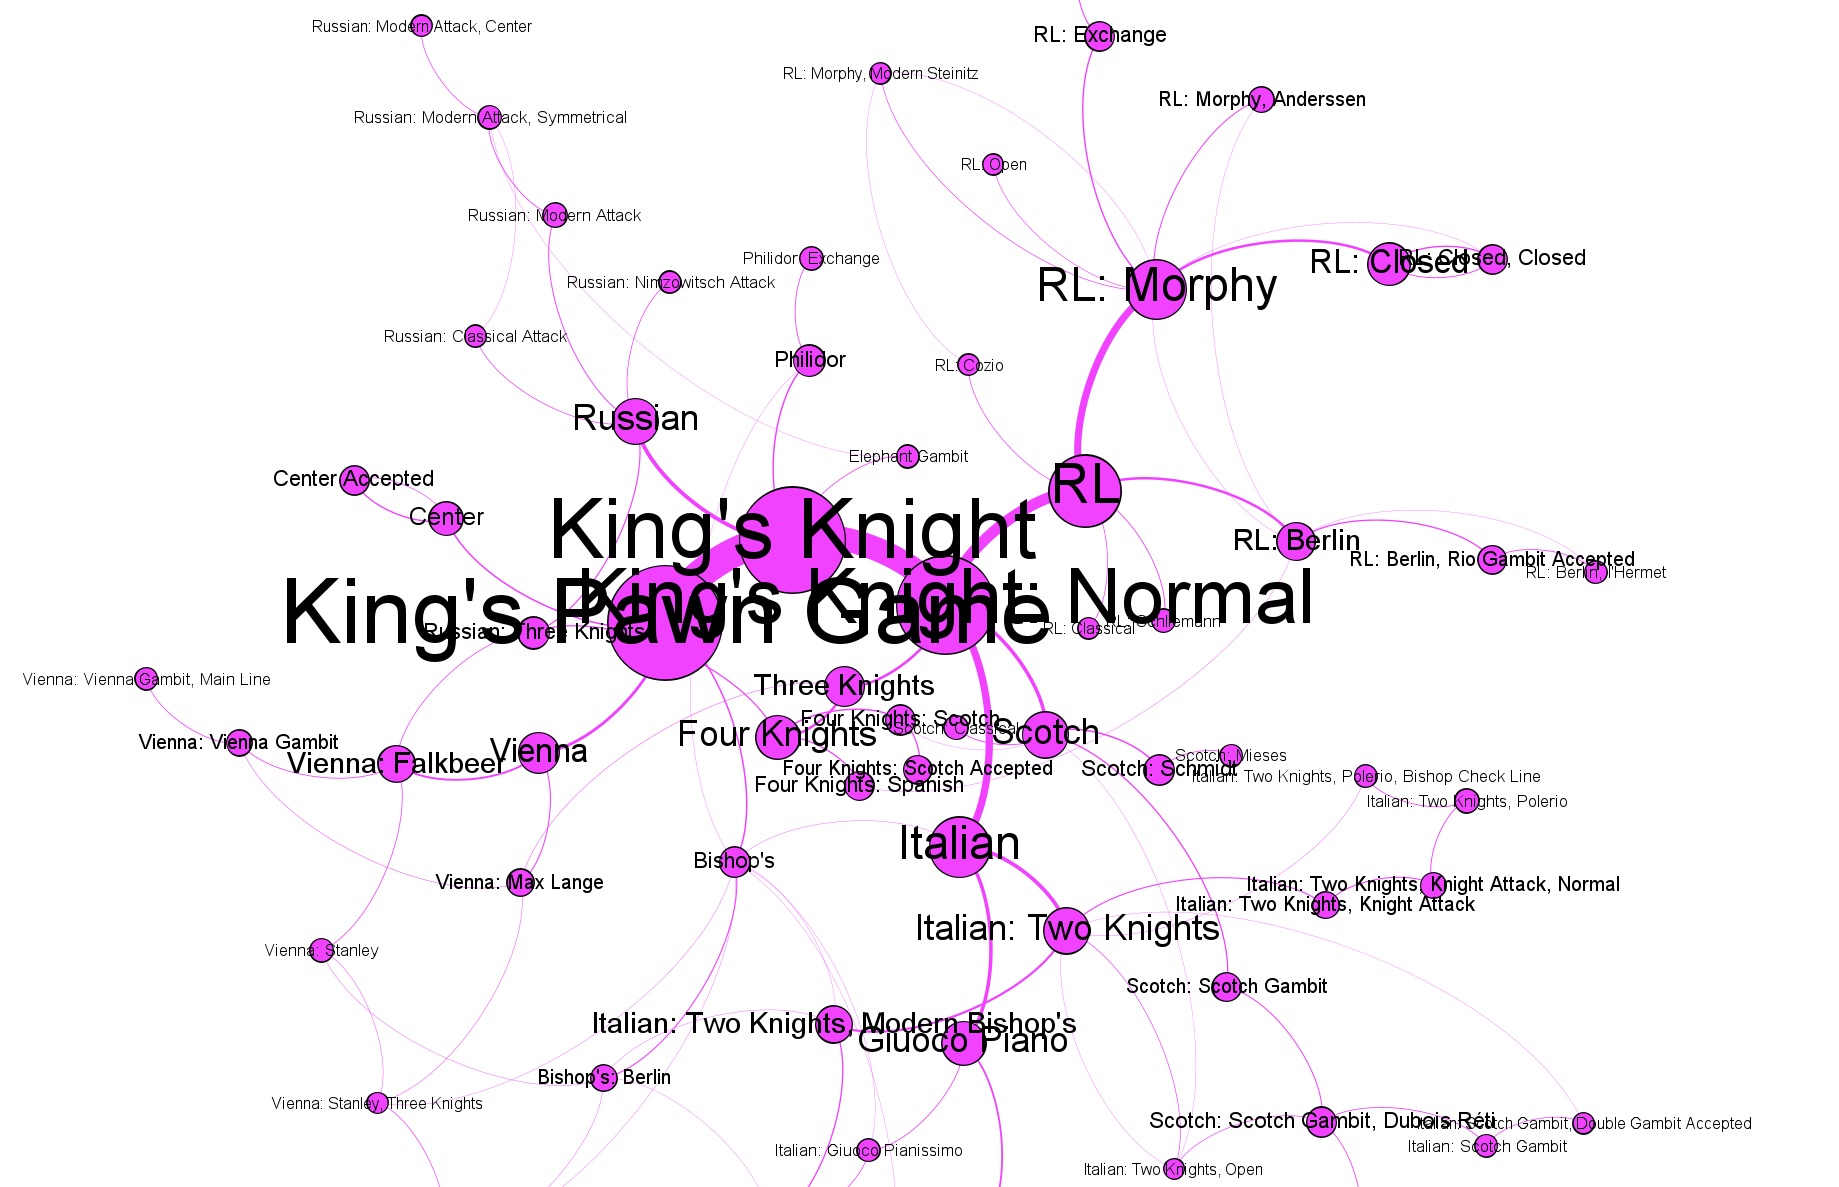 Russian: Modern Attack, Center
RL: Exchange
RL: Morphy, Modern Steinitz
RL: Morphy, Anderssen
Russian: Modern Attack, Symmetrical
RL: Open
Russian: Modern Attack
Philidor: Exchange
RL: Closed
RL: Closed, Closed
Russian: Nimzowitsch Attack
RL: Morphy
Russian: Classical Attack
Philidor
RL: Cozio
Russian
Elephant Gambit
Center Accepted
RL
Center
King's Knight
RL: Berlin
RL: Berlin, Rio Gambit Accepted
RL: Berlin, l'Hermet
King's Knight: Normal
King's Pawn Game
RL: Classical
RL: Schliemann
Russian: Three Knights
Vienna: Vienna Gambit, Main Line
Three Knights
Four Knights: Scotch
Scotch: Classical
Four Knights
Scotch
Vienna: Vienna Gambit
Vienna
Vienna: Falkbeer
Scotch: Mieses
Four Knights: Scotch Accepted
Scotch: Schmidt
Italian: Two Knights, Polerio, Bishop Check Line
Four Knights: Spanish
Italian: Two Knights, Polerio
Italian
Bishop's
Vienna: Max Lange
Italian: Two Knights, Knight Attack, Normal
Italian: Two Knights, Knight Attack
Italian: Two Knights
Vienna: Stanley
Scotch: Scotch Gambit
Italian: Two Knights, Modern Bishop's
Giuoco Piano
Bishop's: Berlin
Vienna: Stanley, Three Knights
Scotch: Scotch Gambit, Dubois Réti
Italian: Scotch Gambit, Double Gambit Accepted
Italian: Scotch Gambit
Italian: Giuoco Pianissimo
Italian: Two Knights, Open